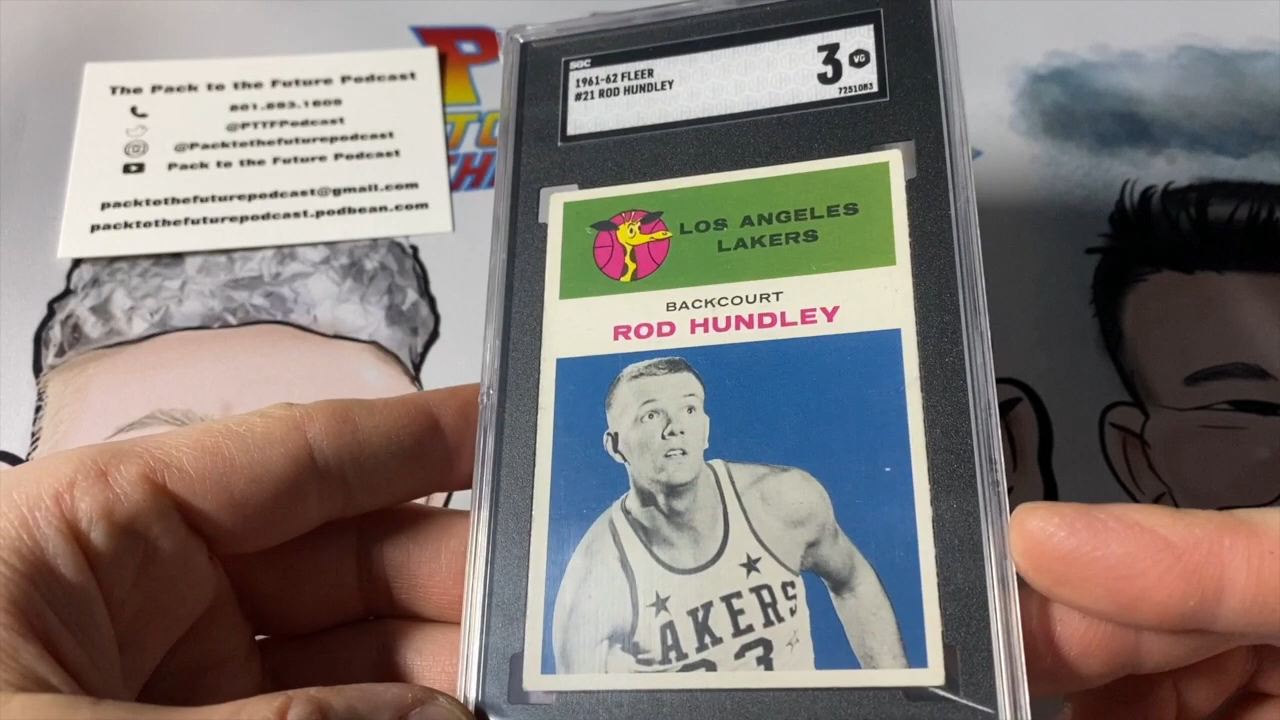 The Pack to the Future Podcast
801.893.1609
@PTTFPodcast
@Packtothefuturepodcast
Pack to the Future Podcast
packtothefuturepodcast@gmail.com
packtothefuturepodcast.podbean.com
SGC
1961-62 FLEER
#21 ROD HUNDLEY
3
VG
7251083
LOS ANGELES
LAKERS
BACKCOURT
ROD HUNDLEY
LAKERS
33